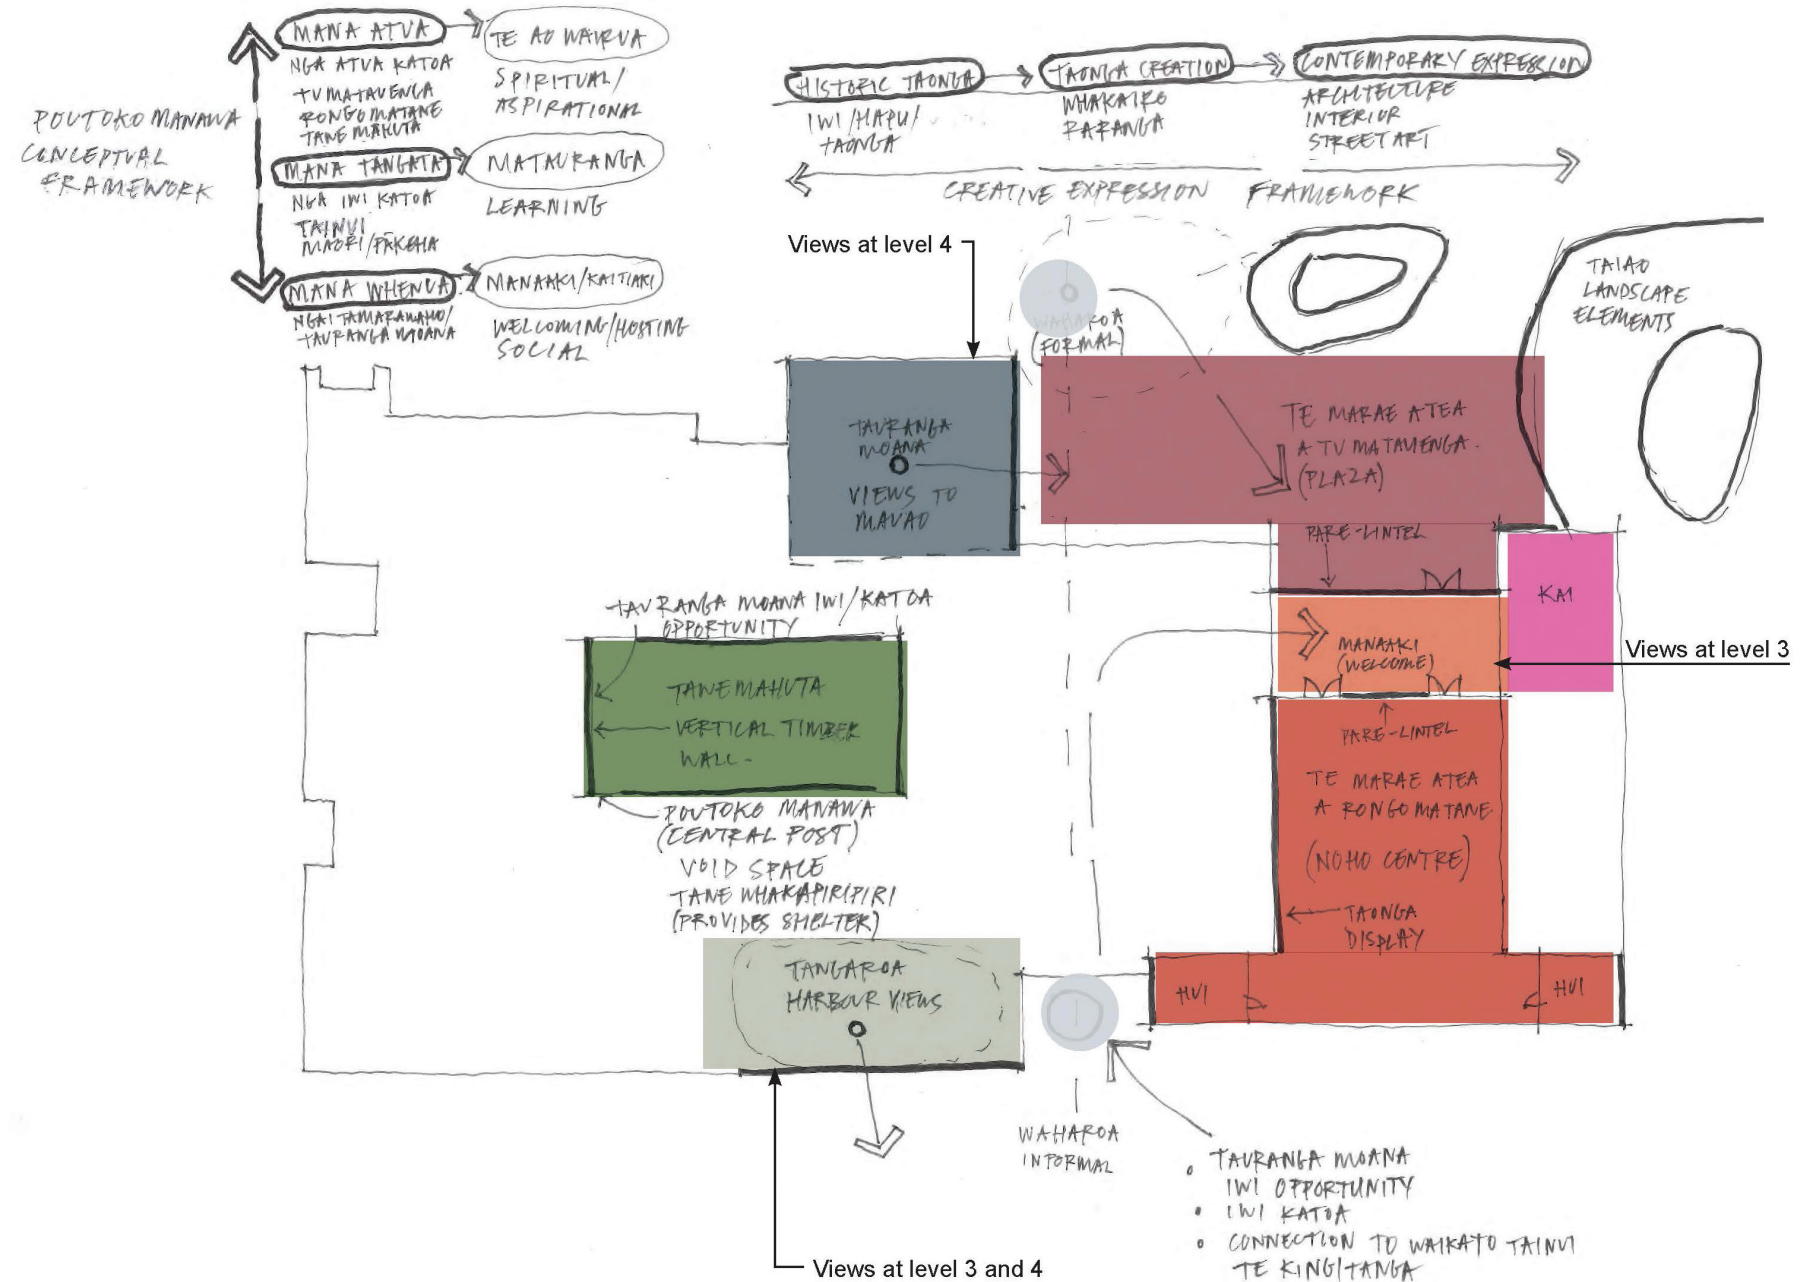 POUTOKO MANAWA
CONCEPTUAL
FRAMEWORK
MANA ATUA
NGA ATUA KATOA
TUMATAUENGA
RONGOMATANE
TANE MAHUTA
TE AO WAIRUA
SPIRITUAL/
ASPIRATIONAL
MANA TANGATA
NGA IWI KATOA
TAINUI
MAORI/PAKEHA
MATAURANGA
LEARNING
MANA WHENUA
NGAI TAMARAWAHO/
TAURANGA MOANA
MANAAKI/KAITIAKI
WELCOMING/HOSTING
SOCIAL
HISTORIC TAONGA
IWI/HAPU/
TAONGA
TAONGA CREATION
WHAKAIRO
RARANGA
CONTEMPORARY EXPRESSION
ARCHITECTURE
INTERIOR
STREET ART
CREATIVE EXPRESSION FRAMEWORK
Views at level 4
WAHAROA
(FORMAL)
TAIAO
LANDSCAPE
ELEMENTS
TAURANGA
MOANA
VIEWS TO
MAUAO
TE MARAE ATEA
A TUMATAUENGA.
(PLAZA)
PARE-LINTEL
KAI
MANAAKI
(WELCOME)
Views at level 3
TAURANGA MOANA IWI/KATOA
OPPORTUNITY
TANEMAHUTA
VERTICAL TIMBER
WALL.
POUTOKO MANAWA
(CENTRAL POST)
VOID SPACE
TANE WHAKAPIRIPIRI
(PROVIDES SHELTER)
PARE-LINTEL
TE MARAE ATEA
A RONGOMATANE
(NOHO CENTRE)
TAONGA
DISPLAY
HUI
HUI
TANGAROA
HARBOUR VIEWS
WAHAROA
INFORMAL
Views at level 3 and 4
• TAURANGA MOANA
IWI OPPORTUNITY
• IWI KATOA
• CONNECTION TO WAIKATO TAINUI
TE KINGITANGA